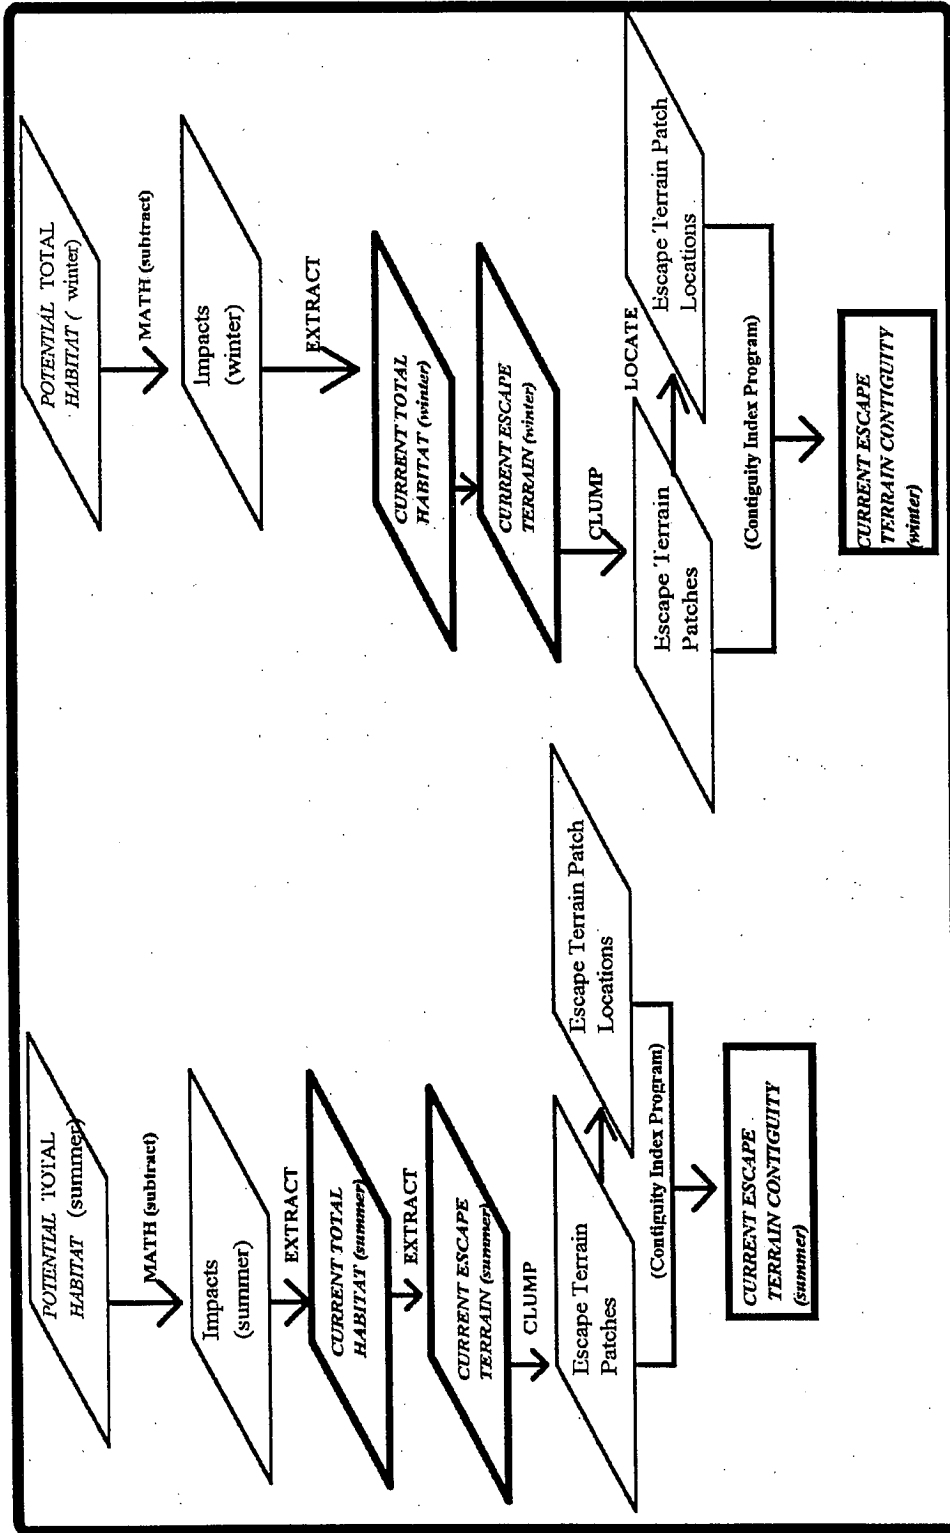 POTENTIAL TOTAL
HABITAT (summer)
MATH (subtract)
Impacts
(summer)
EXTRACT
CURRENT TOTAL
HABITAT (summer)
EXTRACT
CURRENT ESCAPE
TERRAIN (summer)
CLUMP
Escape Terrain
Patches
Escape Terrain Patch
Locations
(Contiguity Index Program)
CURRENT ESCAPE
TERRAIN CONTIGUITY
(summer)
POTENTIAL TOTAL
HABITAT ( winter)
MATH (subtract)
Impacts
(winter)
EXTRACT
CURRENT TOTAL
HABITAT (winter)
CURRENT ESCAPE
TERRAIN (winter)
CLUMP
Escape Terrain
Patches
LOCATE
Escape Terrain Patch
Locations
(Contiguity Index Program)
CURRENT ESCAPE
TERRAIN CONTIGUITY
(winter)